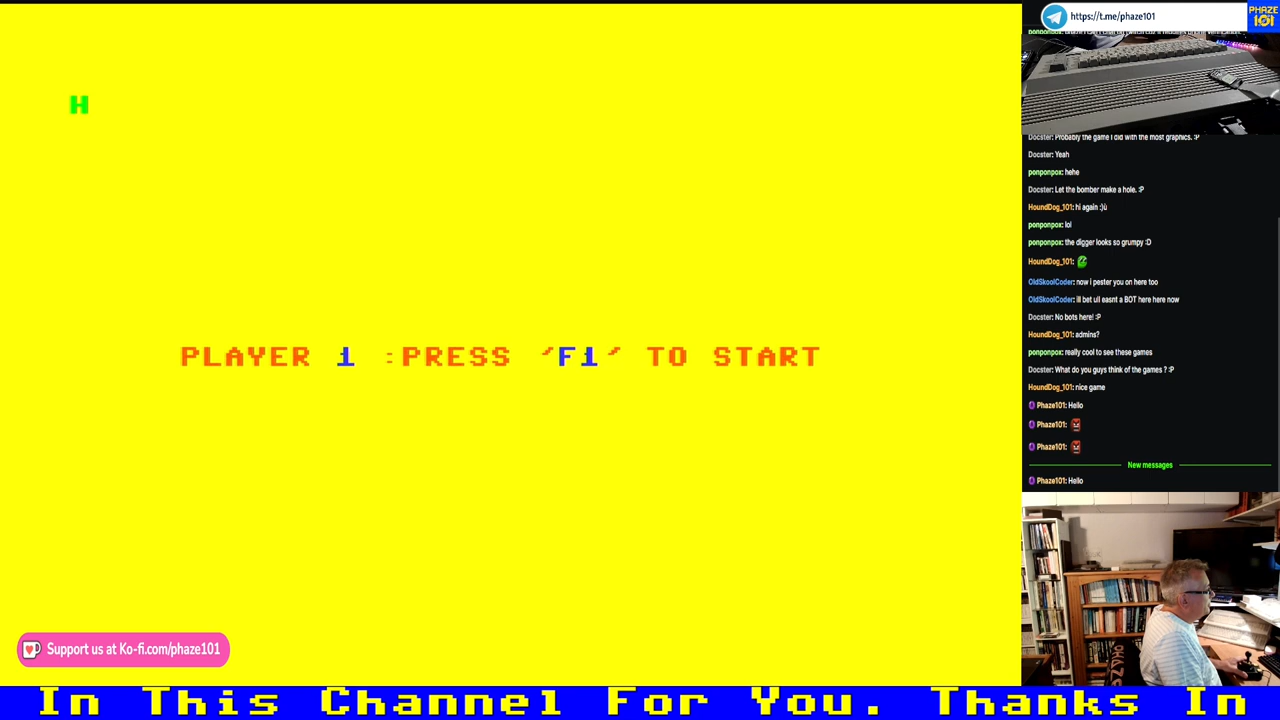 https://t.me/phaze101
PHAZE
101
H
PLAYER 1 :PRESS 'F1' TO START
Docster: Probably the game I did with the most graphics. :P
Docster: Yeah
ponponpox: hehe
Docster: Let the bomber make a hole. :P
HoundDog_101: hi again :)ù
ponponpox: lol
ponponpox: the digger looks so grumpy :D
HoundDog_101:
OldSkoolCoder: now i pester you on here too
OldSkoolCoder: ill bet ull easnt a BOT here here now
Docster: No bots here! :P
HoundDog_101: admins?
ponponpox: really cool to see these games
Docster: What do you guys think of the games ? :P
HoundDog_101: nice game
Phaze101: Hello
Phaze101:
Phaze101:
New messages
Phaze101: Hello
Support us at Ko-fi.com/phaze101
In This Channel For You. Thanks In